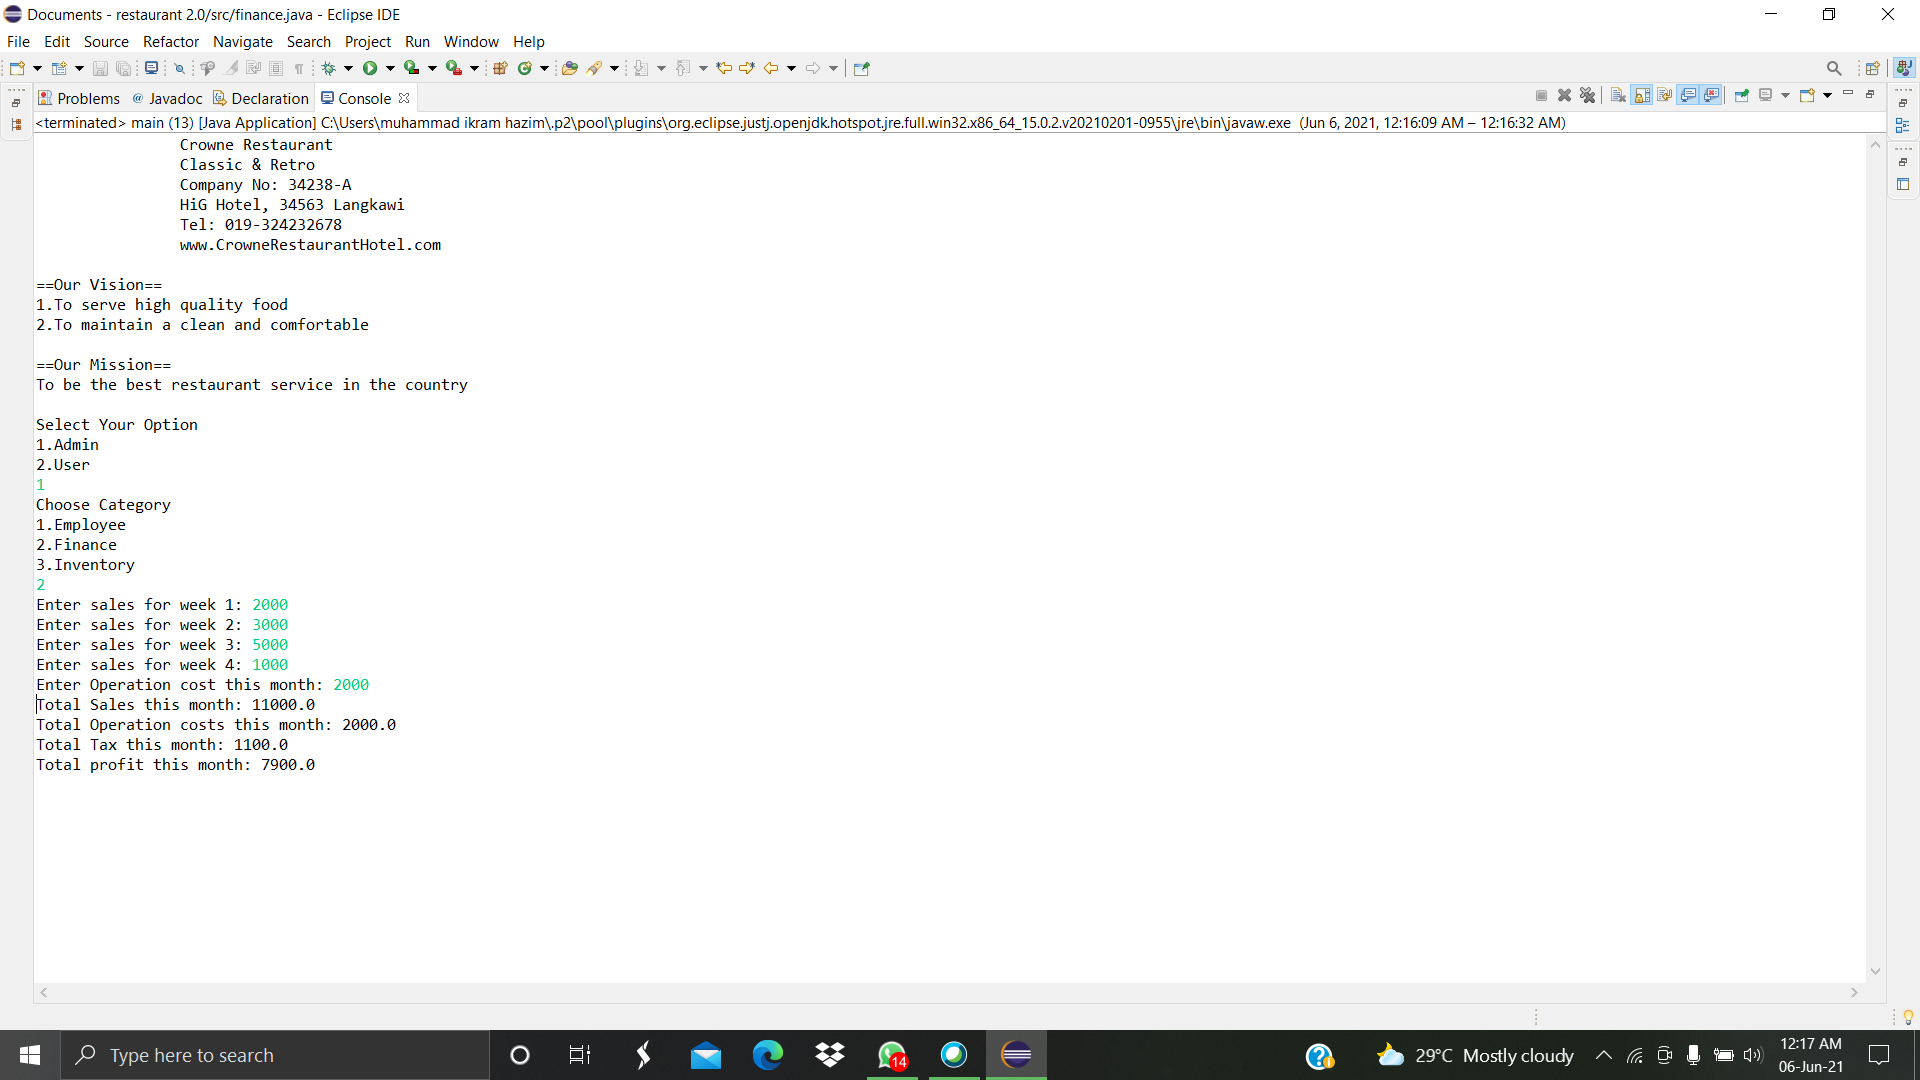 Documents - restaurant 2.0/src/finance.java - Eclipse IDE
File Edit Source Refactor Navigate Search Project Run Window Help
Problems @ Javadoc Declaration Console
<terminated> main (13) [Java Application] C:\Users\muhammad ikram hazim\.p2\pool\plugins\org.eclipse.justj.openjdk.hotspot.jre.full.win32.x86_64_15.0.2.v20210201-0955\jre\bin\javaw.exe (Jun 6, 2021, 12:16:09 AM – 12:16:32 AM)
Crowne Restaurant
Classic & Retro
Company No: 34238-A
HiG Hotel, 34563 Langkawi
Tel: 019-324232678
www.CrowneRestaurantHotel.com
==Our Vision==
1.To serve high quality food
2.To maintain a clean and comfortable
==Our Mission==
To be the best restaurant service in the country
Select Your Option
1.Admin
2.User
1
Choose Category
1.Employee
2.Finance
3.Inventory
2
Enter sales for week 1: 2000
Enter sales for week 2: 3000
Enter sales for week 3: 5000
Enter sales for week 4: 1000
Enter Operation cost this month: 2000
Total Sales this month: 11000.0
Total Operation costs this month: 2000.0
Total Tax this month: 1100.0
Total profit this month: 7900.0
Type here to search
14
29°C Mostly cloudy
12:17 AM
06-Jun-21